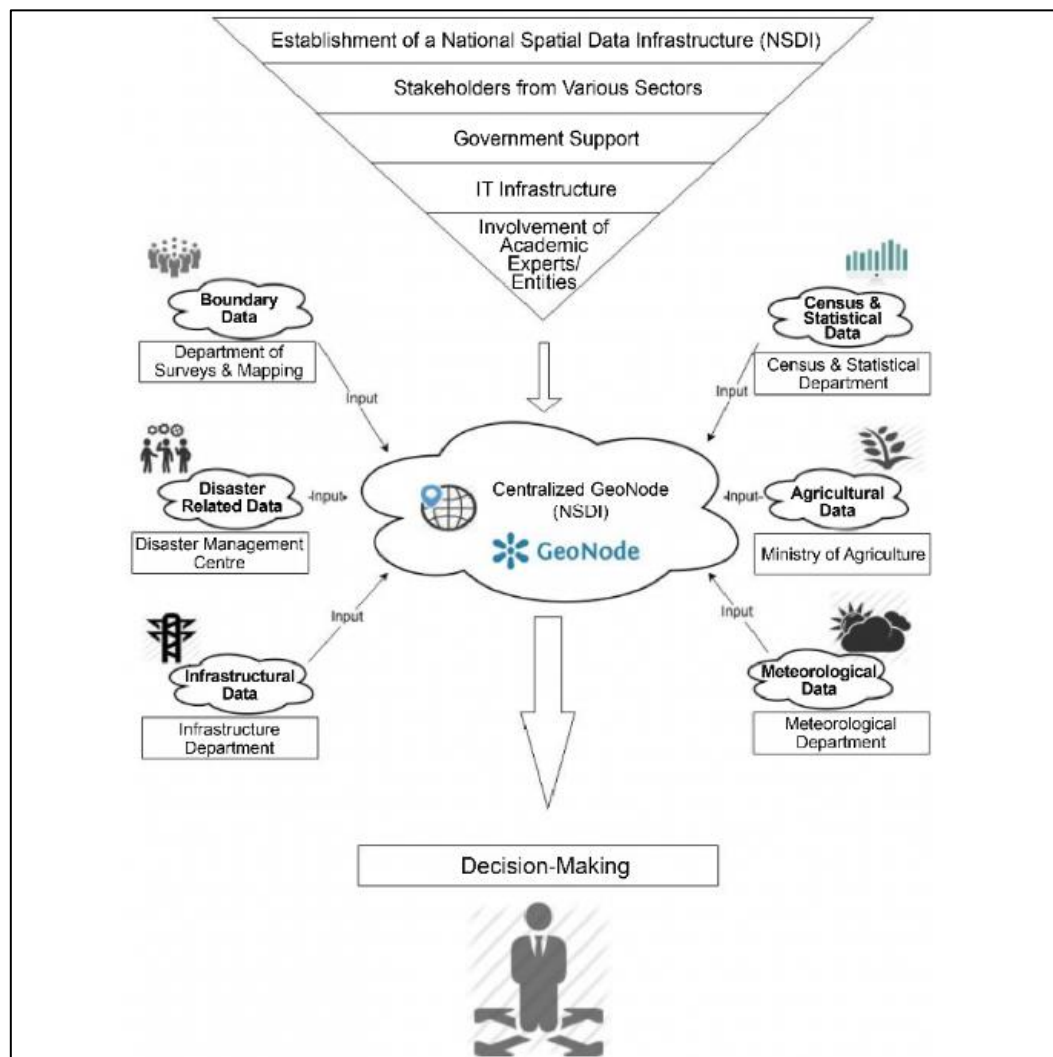 Establishment of a National Spatial Data Infrastructure (NSDI)
Stakeholders from Various Sectors
Government Support
IT Infrastructure
Involvement of
Academic
Experts/
Entities
Boundary
Data
Department of
Surveys & Mapping
Input
Census &
Statistical
Data
Census & Statistical
Department
Input
Disaster
Related Data
Disaster Management
Centre
Input
Centralized GeoNode
(NSDI)
GeoNode
Input
Agricultural
Data
Ministry of Agriculture
Input
Infrastructural
Data
Infrastructure
Department
Input
Meteorological
Data
Meteorological
Department
Decision-Making